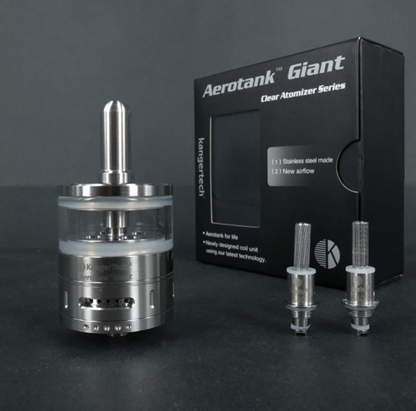 Aerotank™ Giant
Clear Atomizer Series
kangertech
( 1 ) Stainless steel made
( 2 ) New airflow
• Aerotank for life
• Newly designed coil unit
using our latest technology.
K
KangerTech